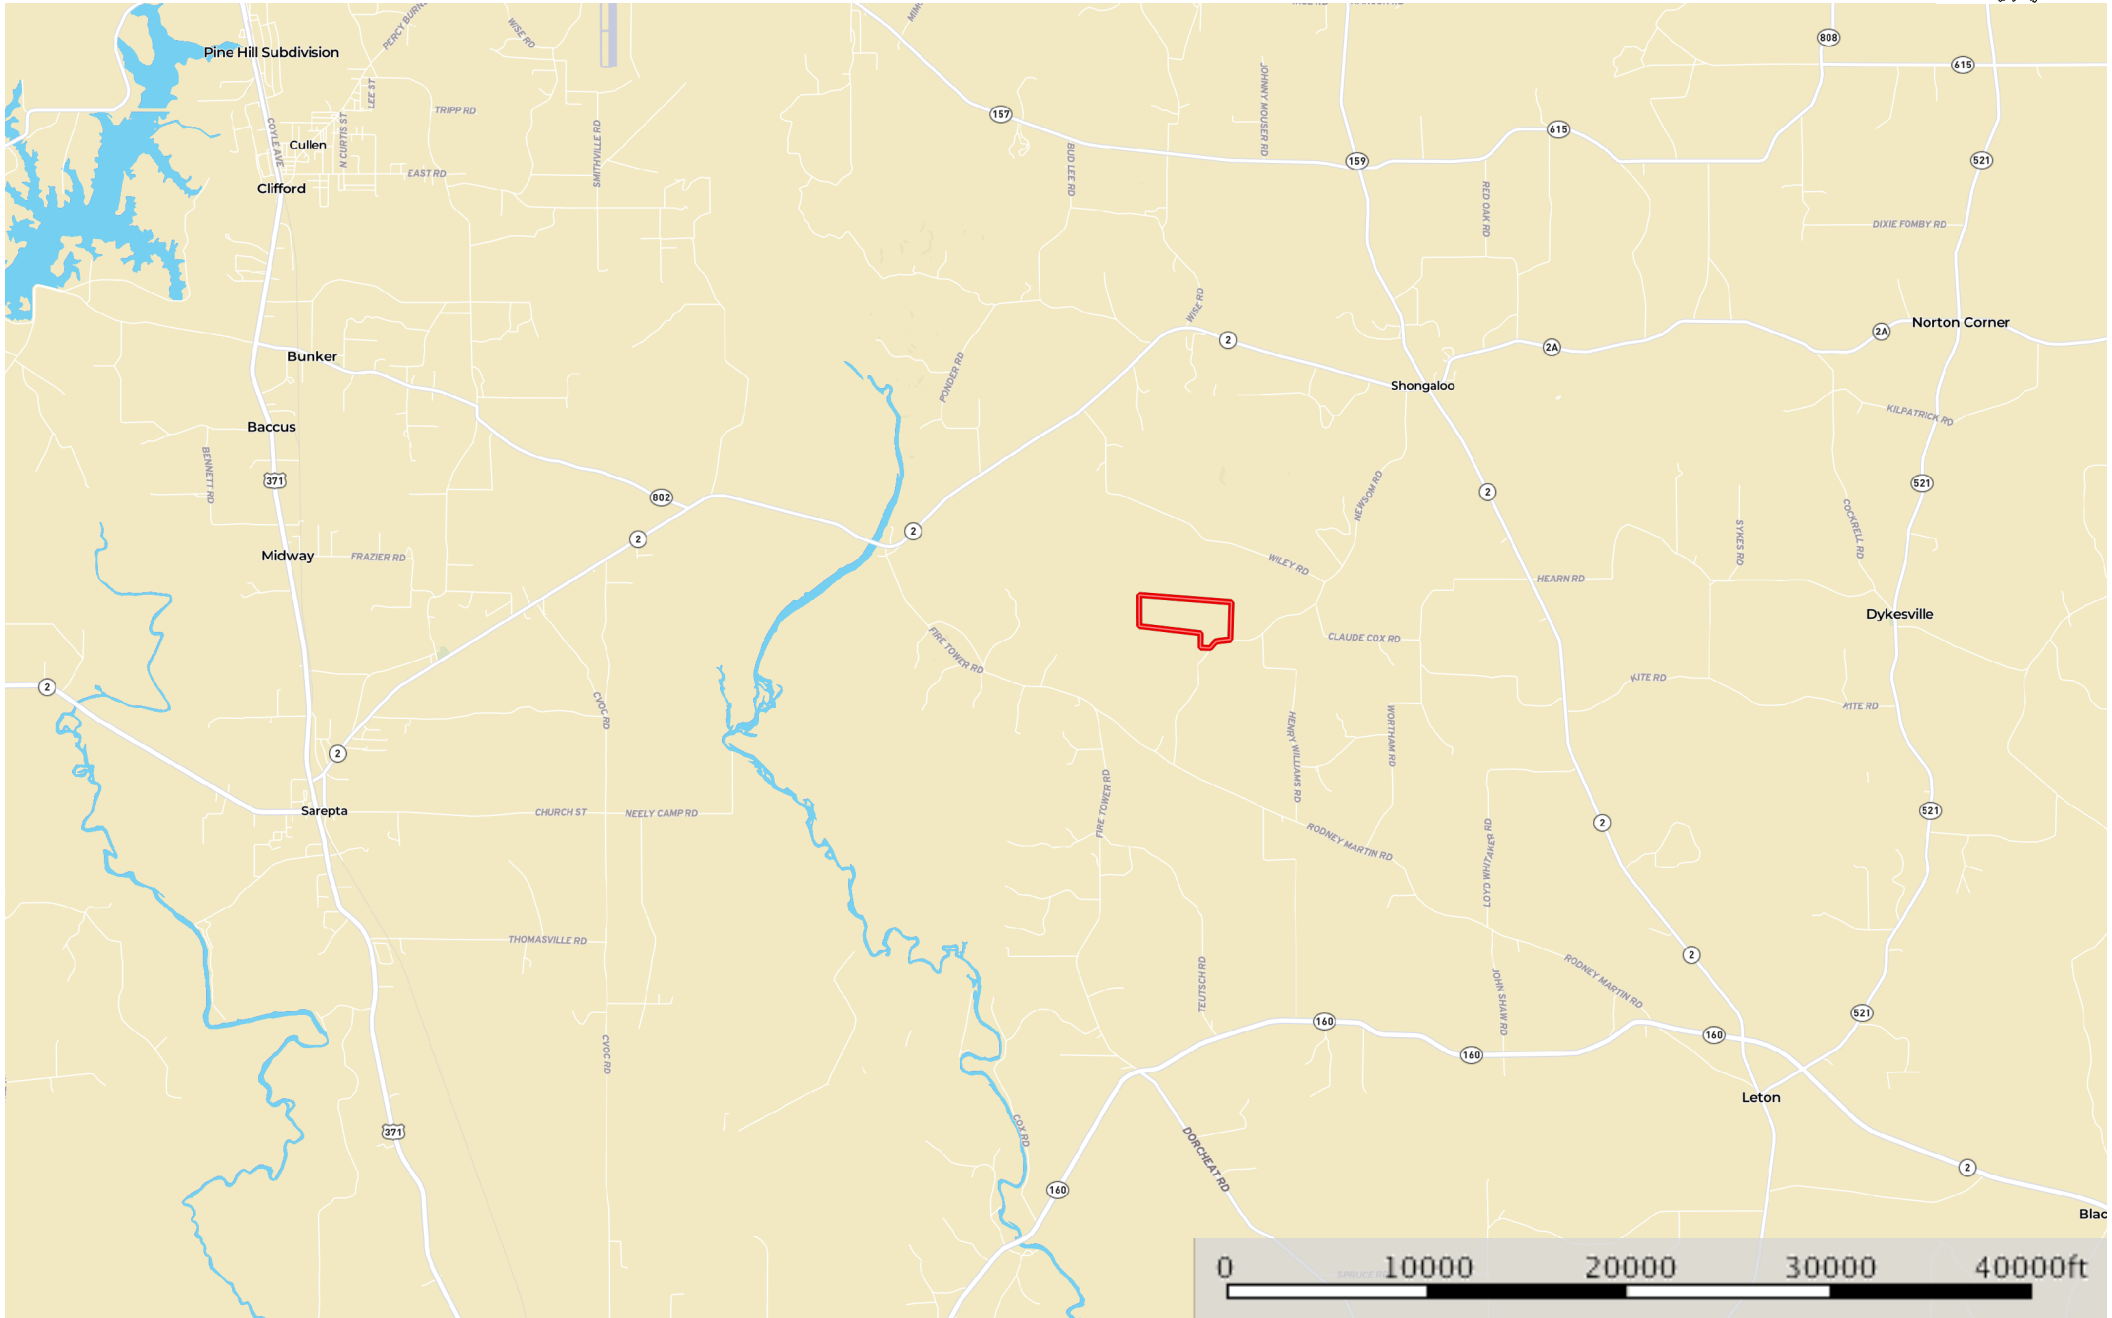 PERCY BURN
WISE RD
MIM
Pine Hill Subdivision
808
615
157
LEE ST
TRIPP RD
JOHNNY MOUSER RD
COYLE AVE
N CURTIS ST
Cullen
SMITHVILLE RD
BUD LEE RD
615
159
521
EAST RD
Clifford
RED OAK RD
DIXIE FOMBY RD
WISE RD
Norton Corner
2A
2
2A
Bunker
PONDER RD
Shongaloo
KILPATRICK RD
Baccus
BENNETT RD
371
802
2
521
NEWSOM RD
COCKRELL RD
SYKES RD
2
2
Midway
FRAZIER RD
WILEY RD
HEARN RD
Dykesville
FIRE TOWER RD
CLAUDE COX RD
2
KITE RD
KITE RD
CVOC RD
HENRY WILLIAMS RD
WORTHAM RD
2
FIRE TOWER RD
Sarepta
CHURCH ST
NEELY CAMP RD
521
2
RODNEY MARTIN RD
LOYD WHITAKER RD
THOMASVILLE RD
2
TEUTSCH RD
RODNEY MARTIN RD
JOHN SHAW RD
521
160
160
160
CVOC RD
Leton
371
COX RD
DORCHEAT RD
2
160
Blac
0 10000 20000 30000 40000ft